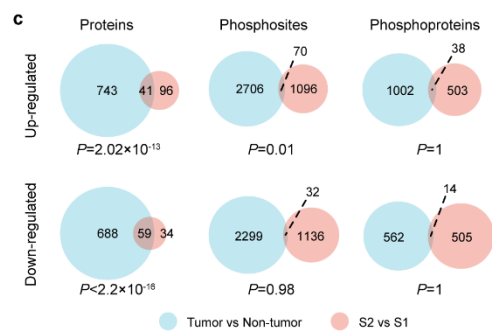 c
Proteins Phosphosites Phosphoproteins
Up-regulated
743 41 96
2706 70 1096
1002 38 503
P=2.02×10⁻¹³ P=0.01 P=1
Down-regulated
688 59 34
2299 32 1136
562 14 505
P<2.2×10⁻¹⁶ P=0.98 P=1
Tumor vs Non-tumor S2 vs S1